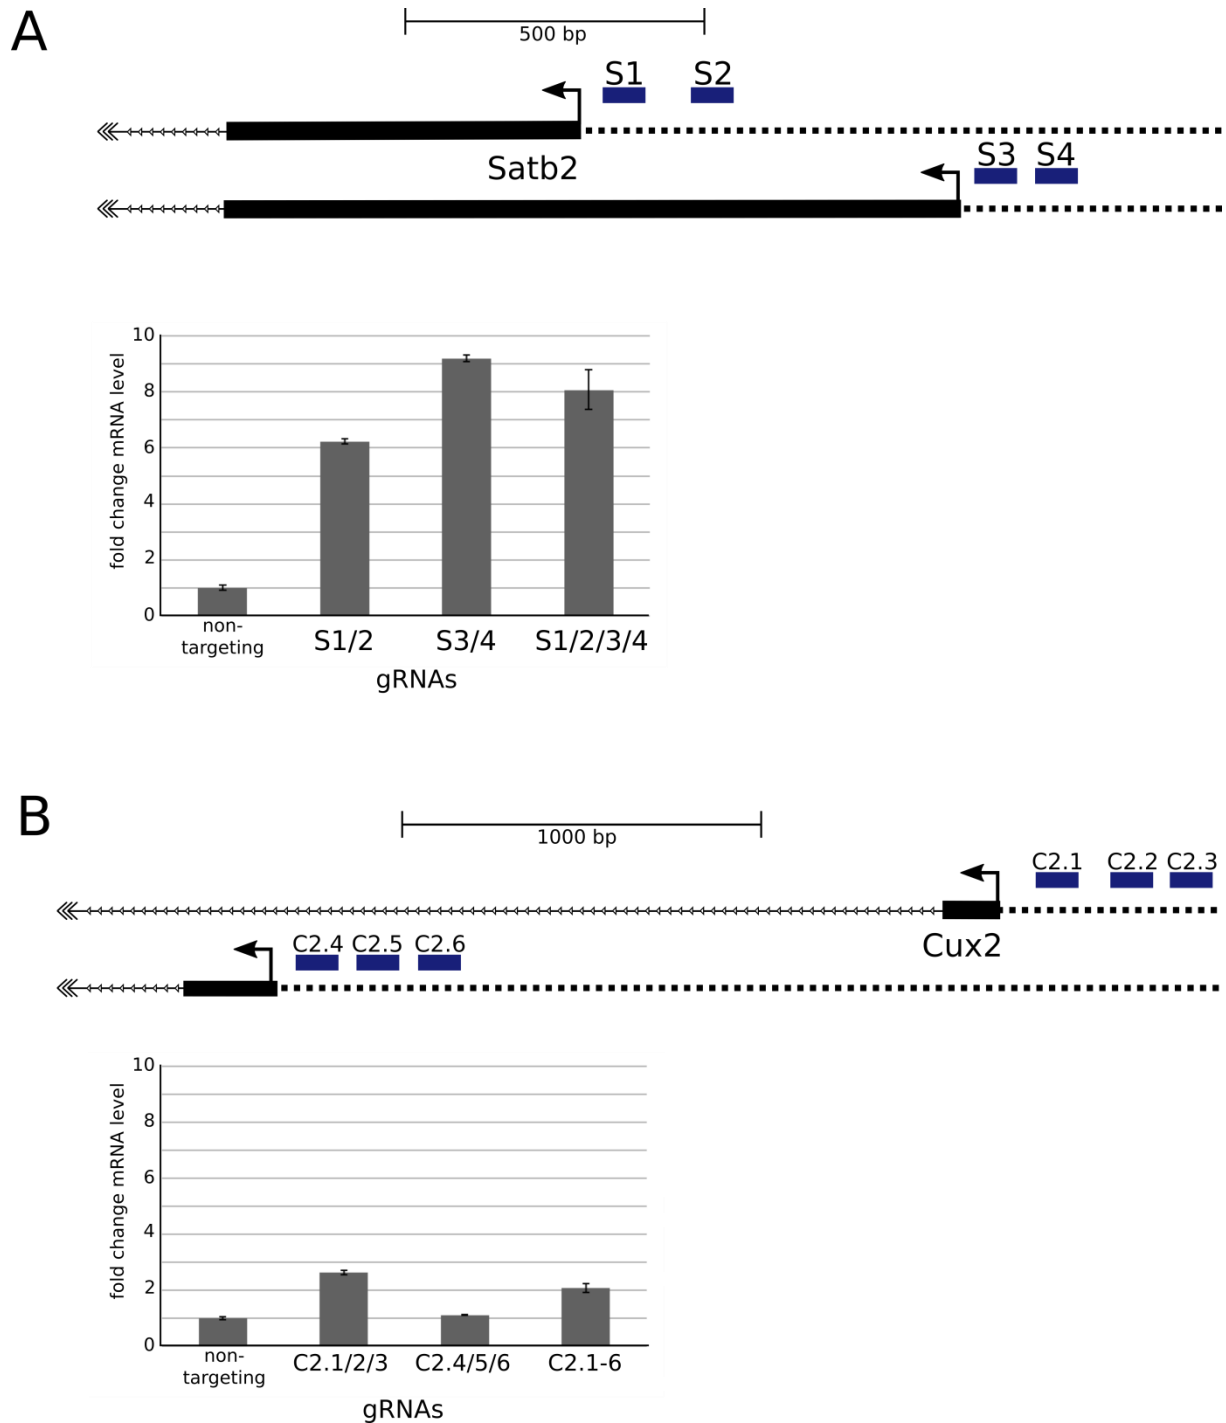 A
500 bp
S1 S2
Satb2
S3 S4
10
8
6
4
2
0
fold change mRNA level
non-
targeting
S1/2
S3/4
S1/2/3/4
gRNAs
B
1000 bp
C2.1 C2.2 C2.3
Cux2
C2.4 C2.5 C2.6
10
8
6
4
2
0
fold change mRNA level
non-
targeting
C2.1/2/3
C2.4/5/6
C2.1-6
gRNAs